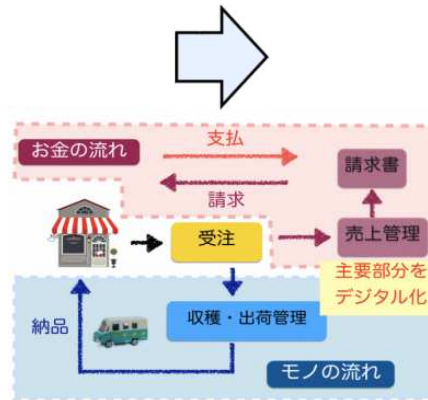 支払
お金の流れ
請求書
請求
受注
売上管理
主要部分を
デジタル化
収穫・出荷管理
納品
モノの流れ